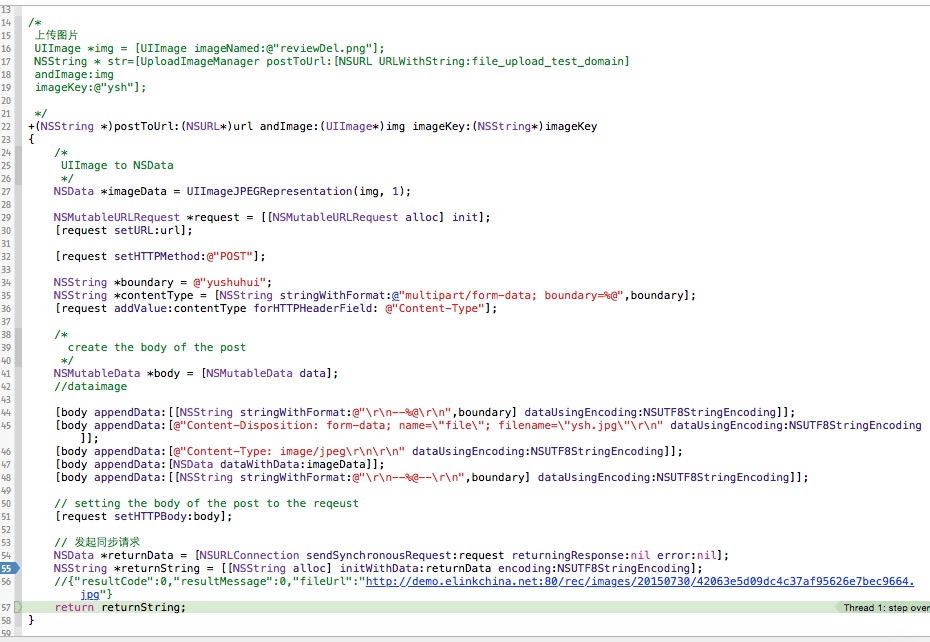 13
14 /*
15 上传图片
16 UIImage *img = [UIImage imageNamed:@"reviewDel.png"];
17 NSString * str=[UploadImageManager postToUrl:[NSURL URLWithString:file_upload_test_domain]
18 andImage:img
19 imageKey:@"ysh"];
20
21 */
22 +(NSString *)postToUrl:(NSURL*)url andImage:(UIImage*)img imageKey:(NSString*)imageKey
23 {
24 /*
25 UIImage to NSData
26 */
27 NSData *imageData = UIImageJPEGRepresentation(img, 1);
28
29 NSMutableURLRequest *request = [[NSMutableURLRequest alloc] init];
30 [request setURL:url];
31
32 [request setHTTPMethod:@"POST"];
33
34 NSString *boundary = @"yushuhui";
35 NSString *contentType = [NSString stringWithFormat:@"multipart/form-data; boundary=%@",boundary];
36 [request addValue:contentType forHTTPHeaderField: @"Content-Type"];
37
38 /*
39 create the body of the post
40 */
41 NSMutableData *body = [NSMutableData data];
42 //dataimage
43
44 [body appendData:[[NSString stringWithFormat:@"\r\n--%@\r\n",boundary] dataUsingEncoding:NSUTF8StringEncoding]];
45 [body appendData:[@"Content-Disposition: form-data; name=\"file\"; filename=\"ysh.jpg\"\r\n" dataUsingEncoding:NSUTF8StringEncoding
]];
46 [body appendData:[@"Content-Type: image/jpeg\r\n\r\n" dataUsingEncoding:NSUTF8StringEncoding]];
47 [body appendData:[NSData dataWithData:imageData]];
48 [body appendData:[[NSString stringWithFormat:@"\r\n--%@--\r\n",boundary] dataUsingEncoding:NSUTF8StringEncoding]];
49
50 // setting the body of the post to the reqeust
51 [request setHTTPBody:body];
52
53 // 发起同步请求
54 NSData *returnData = [NSURLConnection sendSynchronousRequest:request returningResponse:nil error:nil];
55 NSString *returnString = [[NSString alloc] initWithData:returnData encoding:NSUTF8StringEncoding];
56 //{"resultCode":0,"resultMessage":0,"fileUrl":"http://demo.elinkchina.net:80/rec/images/20150730/42063e5d09dc4c37af95626e7bec9664.
jpg"}
57 return returnString; Thread 1: step over
58 }
59